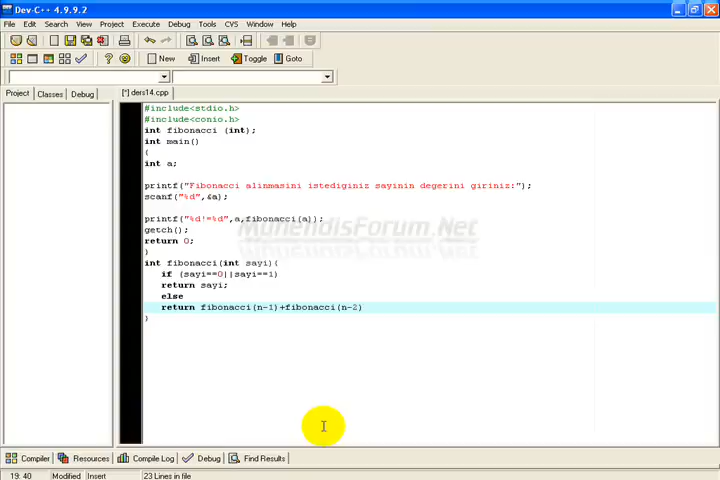 Dev-C++ 4.9.9.2
File Edit Search View Project Execute Debug Tools CVS Window Help
New Insert Toggle Goto
Project Classes Debug [*] ders14.cpp
#include<stdio.h>
#include<conio.h>
int fibonacci (int);
int main()
{
int a;
printf("Fibonacci alinmasini istediginiz sayinin degerini giriniz:");
scanf("%d",&a);
printf("%d!=%d",a,fibonacci(a));
MuhendisForum.Net
getch();
return 0;
}
int fibonacci(int sayi){
if (sayi==0||sayi==1)
return sayi;
else
return fibonacci(n-1)+fibonacci(n-2)
}
Compiler Resources Compile Log Debug Find Results
19: 40 Modified Insert 23 Lines in file